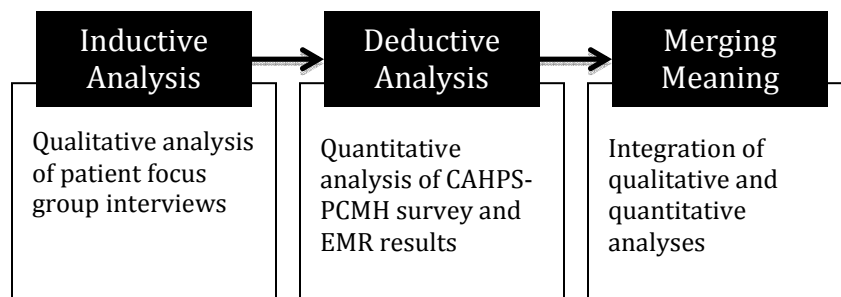 Inductive
Analysis
Qualitative analysis
of patient focus
group interviews
Deductive
Analysis
Quantitative
analysis of CAHPS-
PCMH survey and
EMR results
Merging
Meaning
Integration of
qualitative and
quantitative
analyses